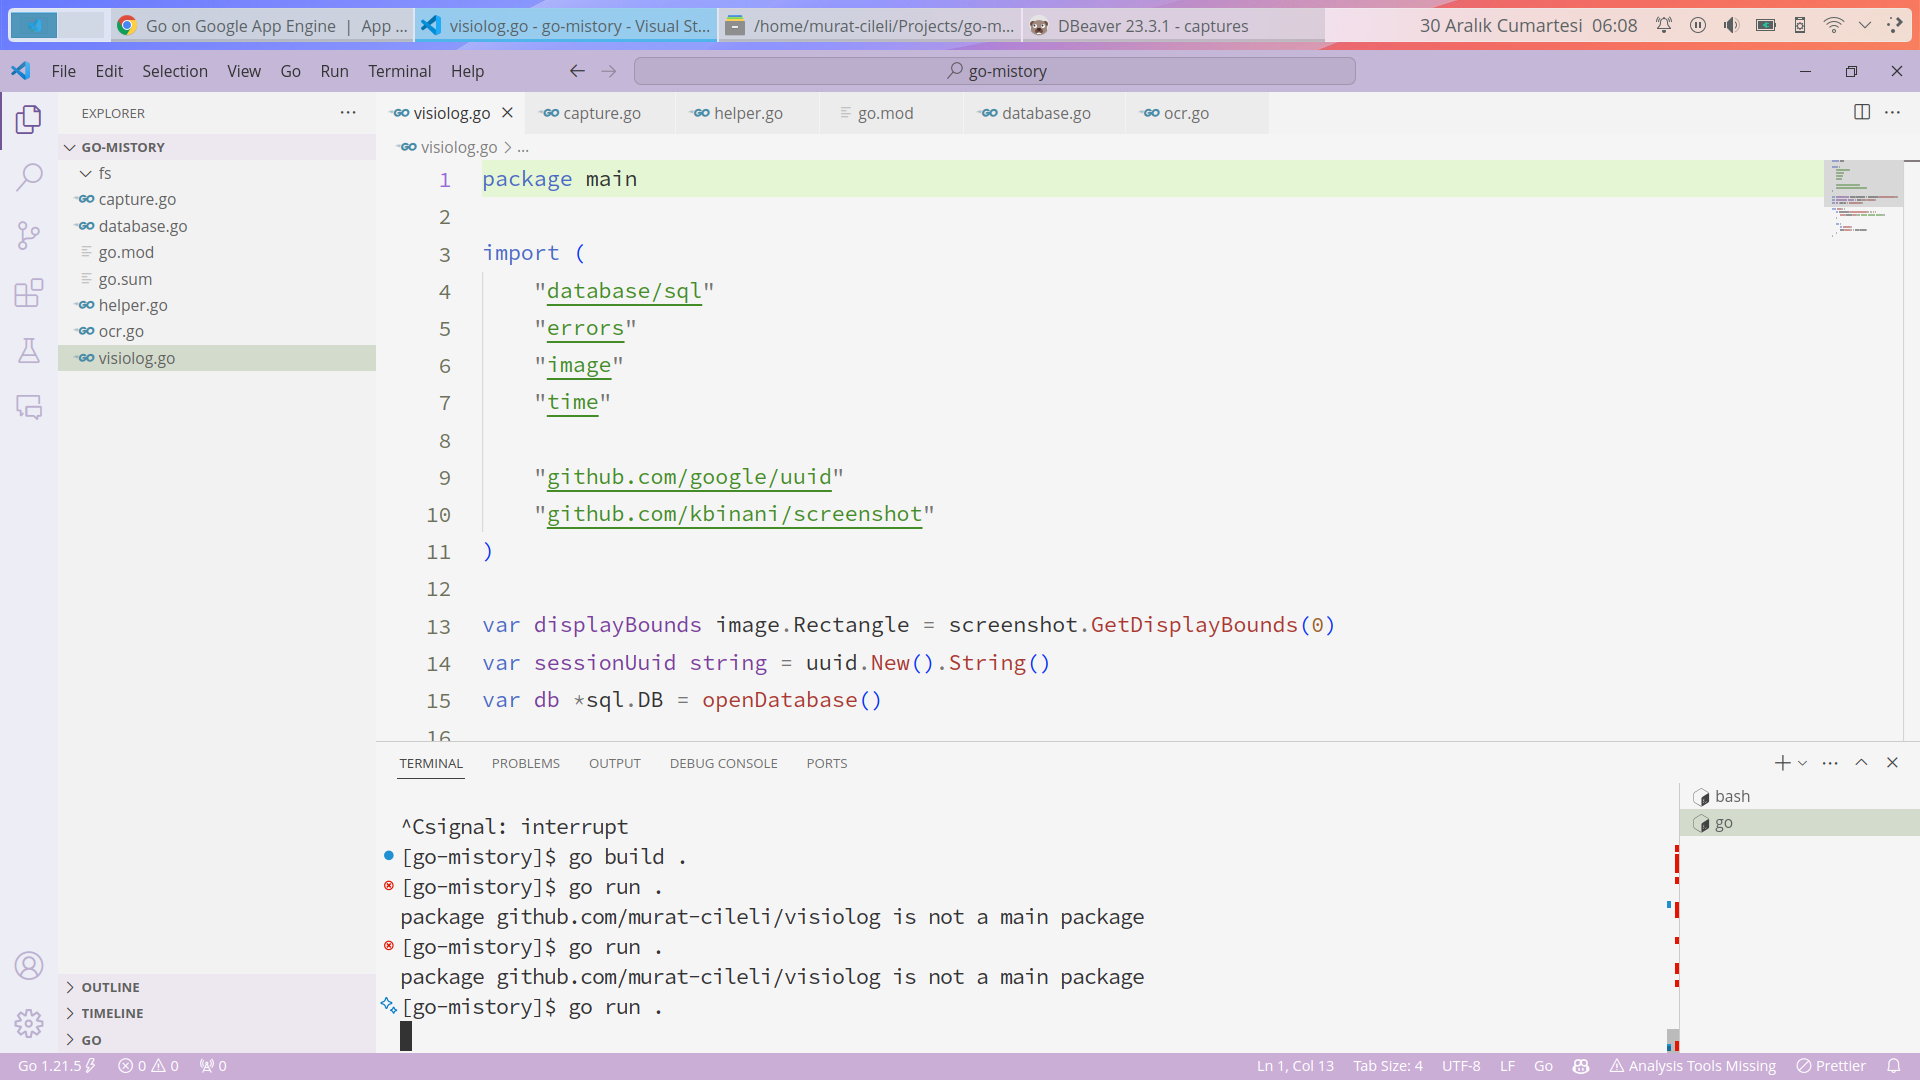 Go on Google App Engine | App ...
visiolog.go - go-mistory - Visual St...
/home/murat-cileli/Projects/go-m...
DBeaver 23.3.1 - captures
30 Aralık Cumartesi 06:08
File Edit Selection View Go Run Terminal Help
go-mistory
EXPLORER
GO-MISTORY
fs
capture.go
database.go
go.mod
go.sum
helper.go
ocr.go
visiolog.go
OUTLINE
TIMELINE
GO
visiolog.go capture.go helper.go go.mod database.go ocr.go
visiolog.go > ...
1 package main
2
3 import (
4 "database/sql"
5 "errors"
6 "image"
7 "time"
8
9 "github.com/google/uuid"
10 "github.com/kbinani/screenshot"
11 )
12
13 var displayBounds image.Rectangle = screenshot.GetDisplayBounds(0)
14 var sessionUuid string = uuid.New().String()
15 var db *sql.DB = openDatabase()
16
TERMINAL PROBLEMS OUTPUT DEBUG CONSOLE PORTS
^Csignal: interrupt
[go-mistory]$ go build .
[go-mistory]$ go run .
package github.com/murat-cileli/visiolog is not a main package
[go-mistory]$ go run .
package github.com/murat-cileli/visiolog is not a main package
[go-mistory]$ go run .
bash
go
Go 1.21.5 0 0 0
Ln 1, Col 13 Tab Size: 4 UTF-8 LF Go Analysis Tools Missing Prettier